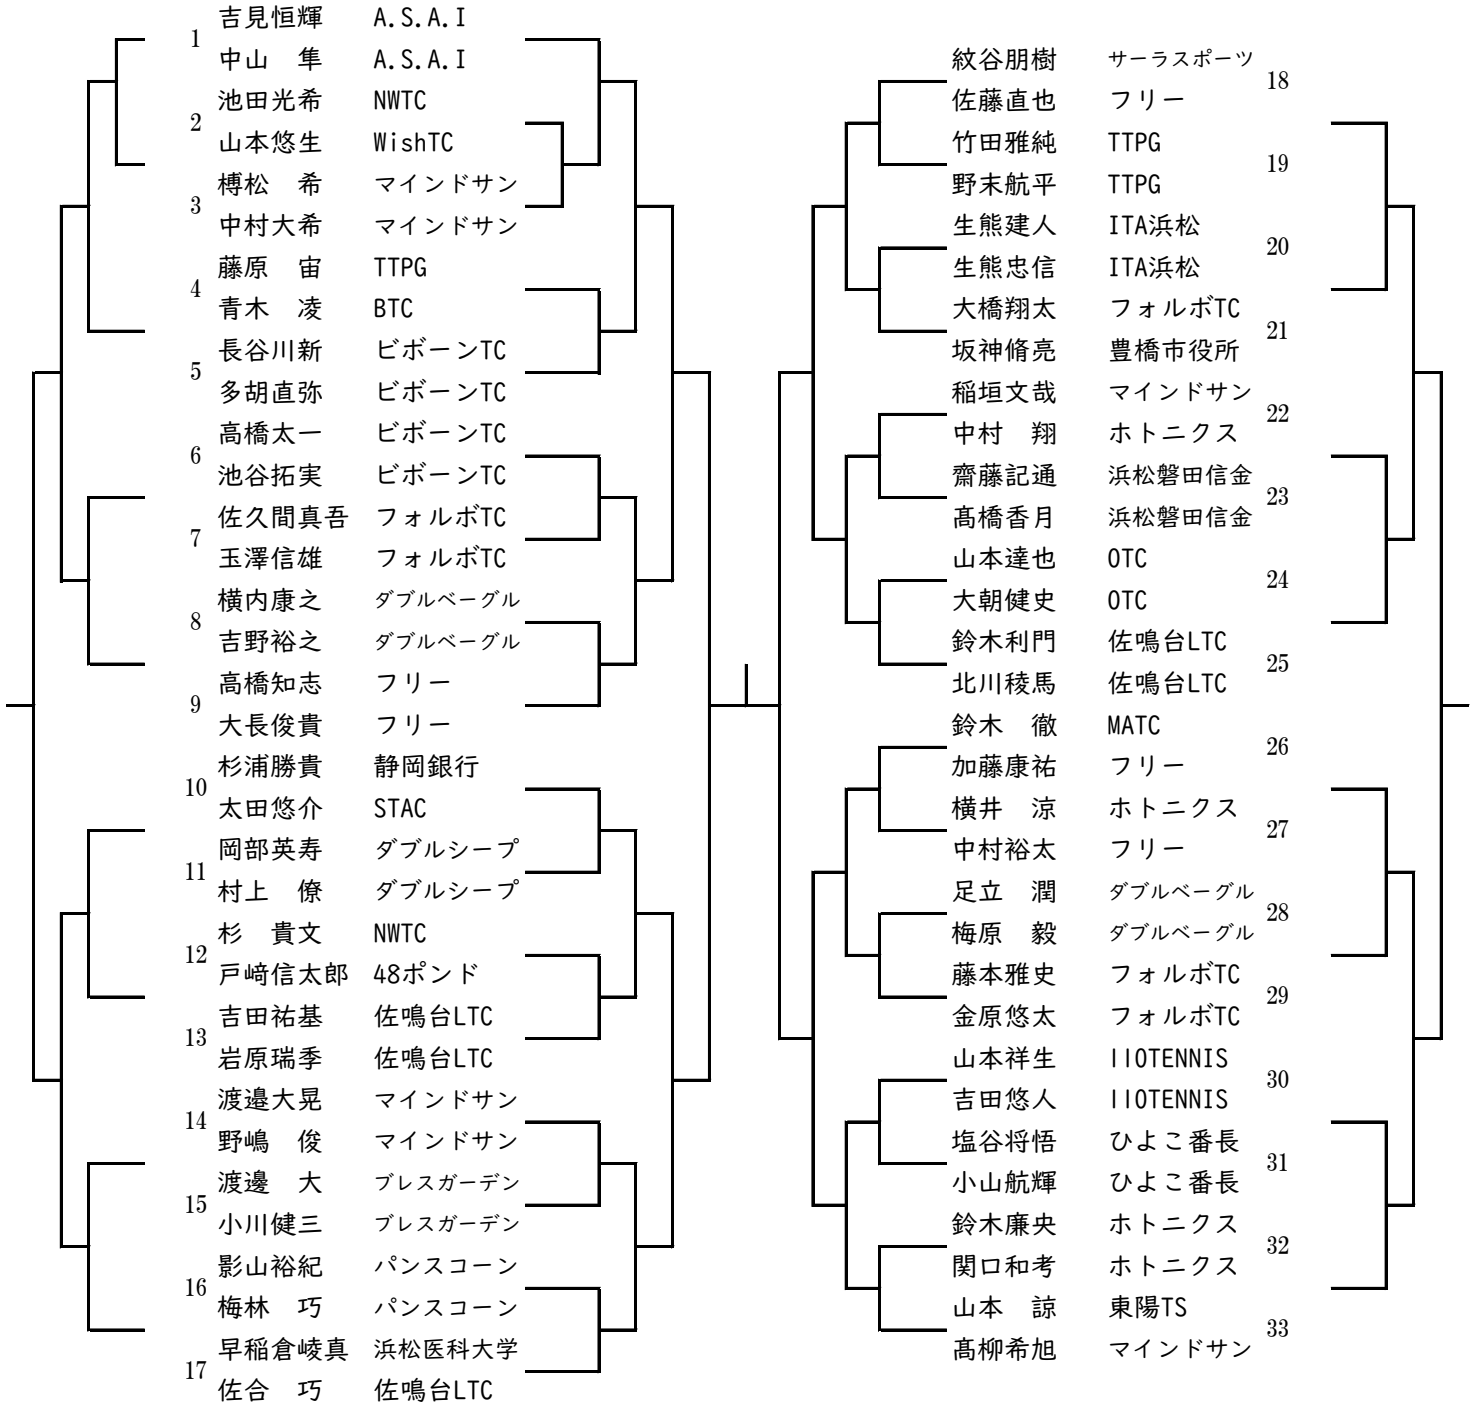 1 吉見恒輝 A.S.A.I
中山　隼 A.S.A.I
2 池田光希 NWTC
山本悠生 WishTC
3 榑松　希 マインドサン
中村大希 マインドサン
4 藤原　宙 TTPG
青木　凌 BTC
5 長谷川新 ビボーンTC
多胡直弥 ビボーンTC
6 高橋太一 ビボーンTC
池谷拓実 ビボーンTC
7 佐久間真吾 フォルボTC
玉澤信雄 フォルボTC
8 横内康之 ダブルベーグル
吉野裕之 ダブルベーグル
9 高橋知志 フリー
大長俊貴 フリー
10 杉浦勝貴 静岡銀行
太田悠介 STAC
11 岡部英寿 ダブルシープ
村上　僚 ダブルシープ
12 杉　貴文 NWTC
戸﨑信太郎 48ポンド
13 吉田祐基 佐鳴台LTC
岩原瑞季 佐鳴台LTC
14 渡邉大晃 マインドサン
野嶋　俊 マインドサン
15 渡邊　大 ブレスガーデン
小川健三 ブレスガーデン
16 影山裕紀 パンスコーン
梅林　巧 パンスコーン
17 早稲倉崚真 浜松医科大学
佐合　巧 佐鳴台LTC
紋谷朋樹 サーラスポーツ 18
佐藤直也 フリー
竹田雅純 TTPG 19
野末航平 TTPG
生熊建人 ITA浜松 20
生熊忠信 ITA浜松
大橋翔太 フォルボTC 21
坂神脩亮 豊橋市役所
稲垣文哉 マインドサン 22
中村　翔 ホトニクス
齋藤記通 浜松磐田信金 23
髙橋香月 浜松磐田信金
山本達也 OTC 24
大朝健史 OTC
鈴木利門 佐鳴台LTC 25
北川稜馬 佐鳴台LTC
鈴木　徹 MATC 26
加藤康祐 フリー
横井　涼 ホトニクス 27
中村裕太 フリー
足立　潤 ダブルベーグル 28
梅原　毅 ダブルベーグル
藤本雅史 フォルボTC 29
金原悠太 フォルボTC
山本祥生 110TENNIS 30
吉田悠人 110TENNIS
塩谷将悟 ひよこ番長 31
小山航輝 ひよこ番長
鈴木廉央 ホトニクス 32
関口和考 ホトニクス
山本　諒 東陽TS 33
髙柳希旭 マインドサン